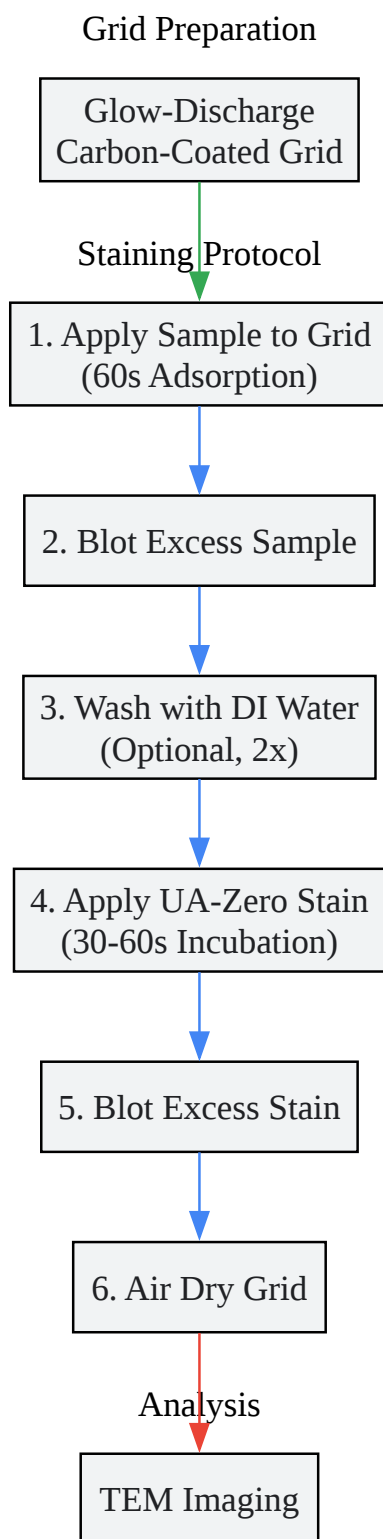 Grid Preparation
Glow-Discharge
Carbon-Coated Grid
Staining Protocol
1. Apply Sample to Grid
(60s Adsorption)
2. Blot Excess Sample
3. Wash with DI Water
(Optional, 2x)
4. Apply UA-Zero Stain
(30-60s Incubation)
5. Blot Excess Stain
6. Air Dry Grid
Analysis
TEM Imaging